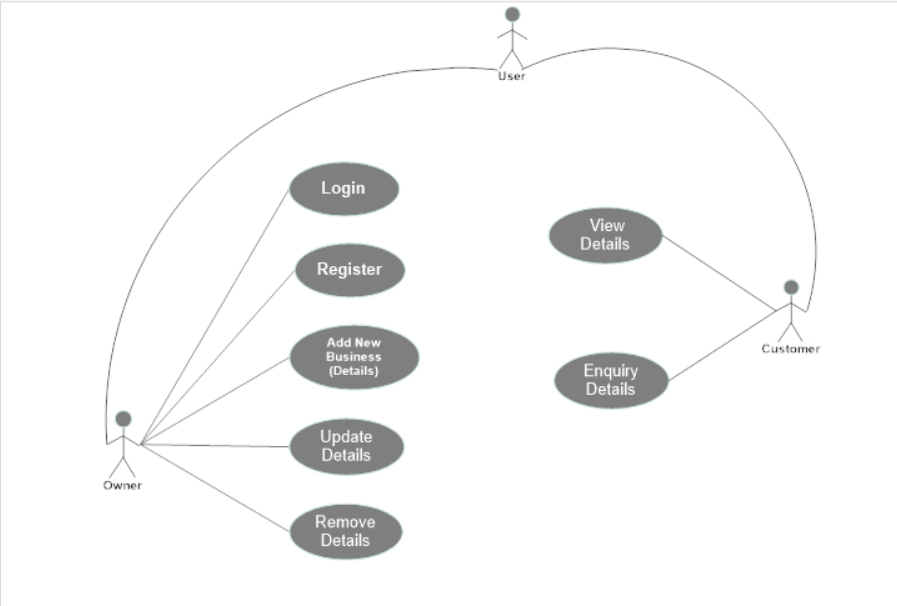 User
Login
View
Details
Register
Add New
Business
(Details)
Customer
Enquiry
Details
Update
Details
Owner
Remove
Details